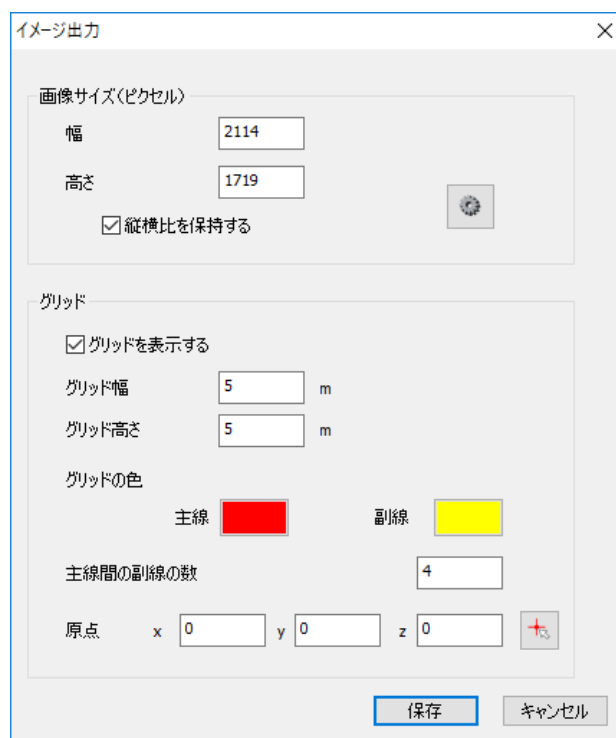 イメージ出力
画像サイズ(ピクセル)
幅 2114
高さ 1719
縦横比を保持する
グリッド
グリッドを表示する
グリッド幅 5 m
グリッド高さ 5 m
グリッドの色
主線 副線
主線間の副線の数 4
原点 x 0 y 0 z 0
保存 キャンセル